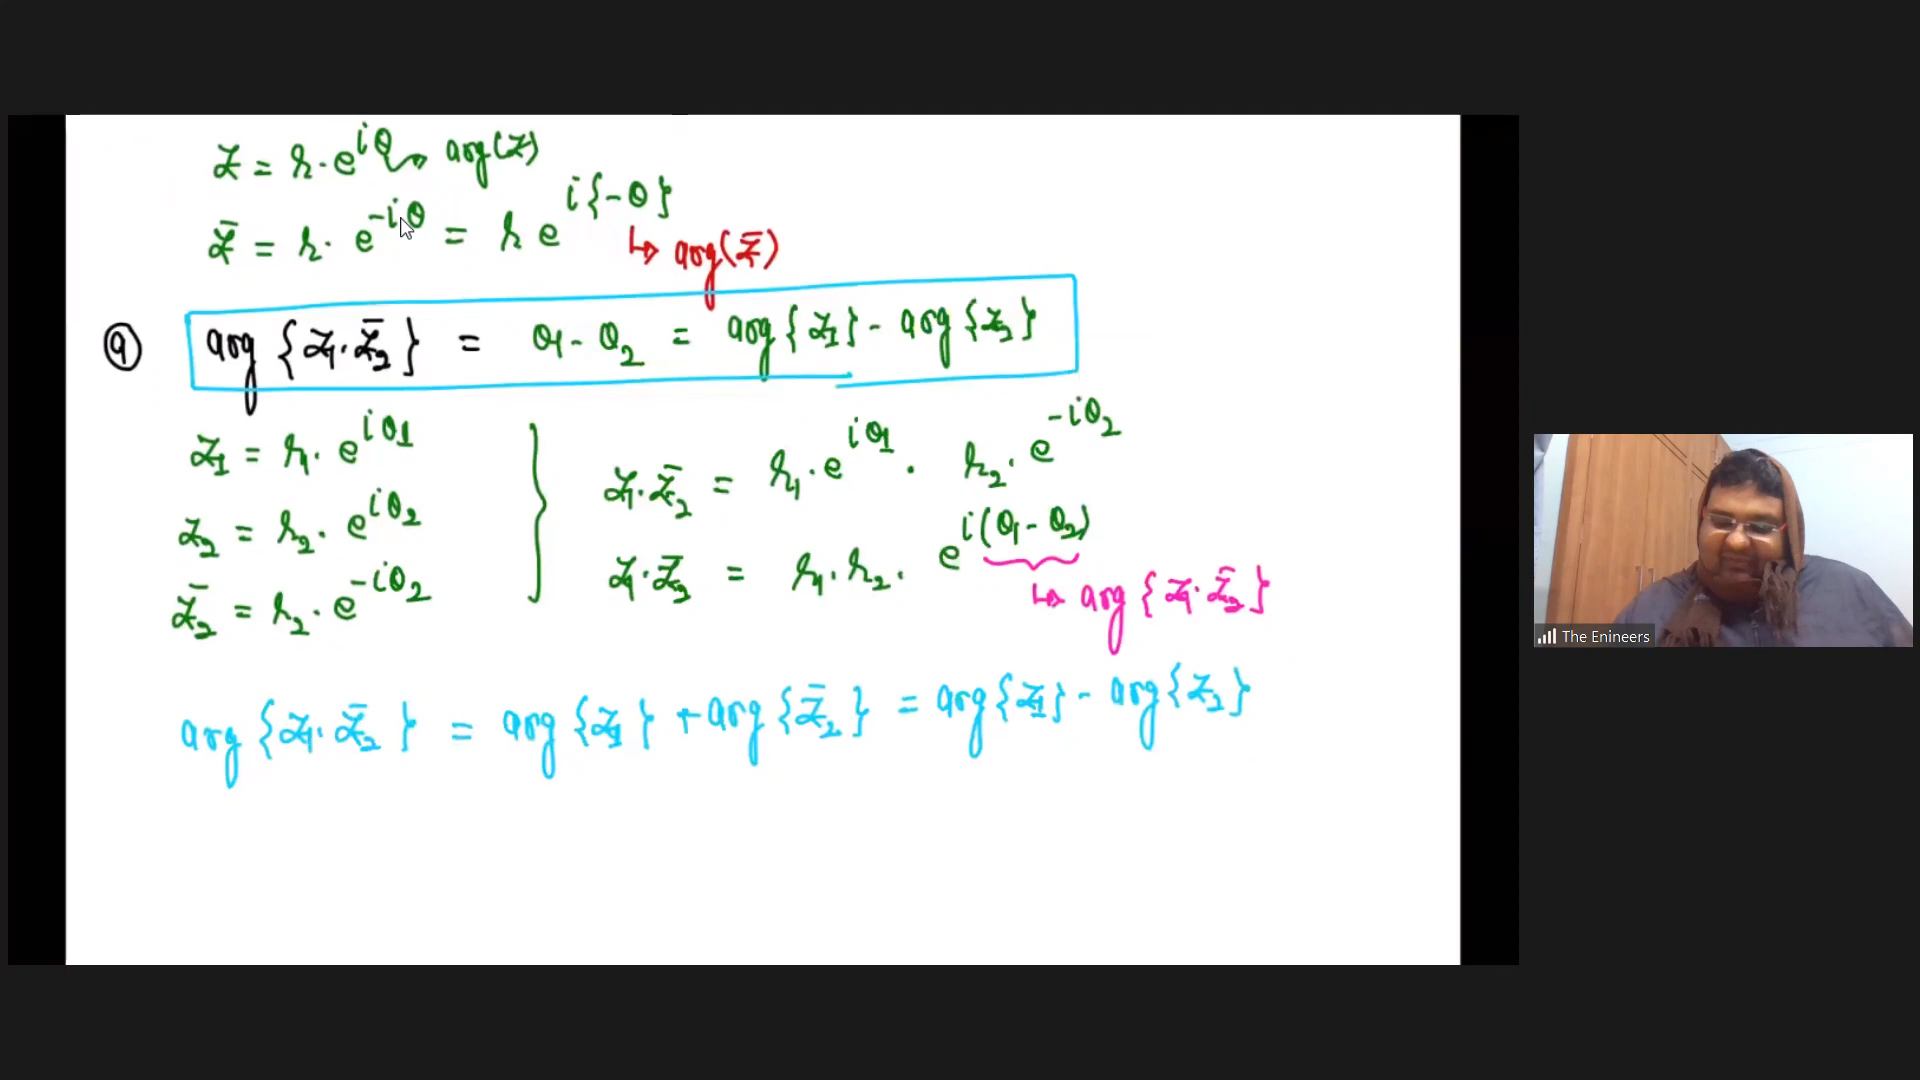 z = r·e^{iθ} → arg(z)
z̄ = r·e^{-iθ} = r e^{i{-θ}}
↳ arg(z̄)
(9) arg{z₁·z̄₂} = θ₁ - θ₂ = arg{z₁} - arg{z₂}
z₁ = r₁·e^{iθ₁}
z₂ = r₂·e^{iθ₂}
z̄₂ = r₂·e^{-iθ₂}
z₁·z̄₂ = r₁·e^{iθ₁}·r₂·e^{-iθ₂}
z₁·z̄₂ = r₁·r₂·e^{i(θ₁-θ₂)}
↳ arg{z₁·z̄₂}
arg{z₁·z̄₂} = arg{z₁} + arg{z̄₂} = arg{z₁} - arg{z₂}
The Enineers